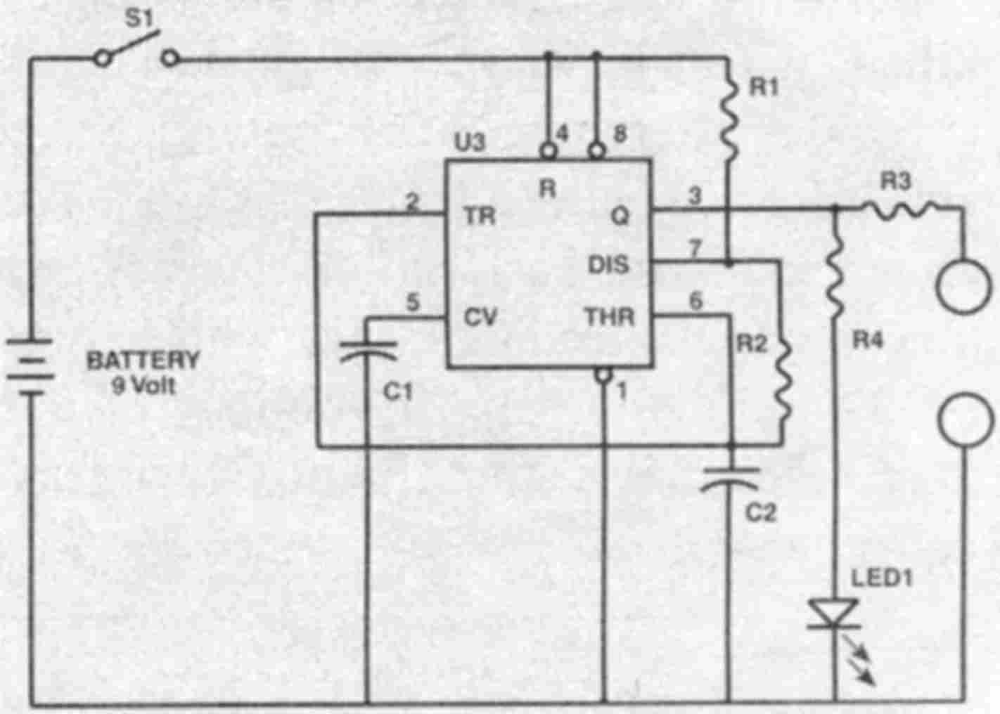 S1
R1
U3
4
8
R
2
TR
3
Q
R3
7
DIS
5
CV
6
THR
R2
R4
BATTERY
9 Volt
C1
1
C2
LED1